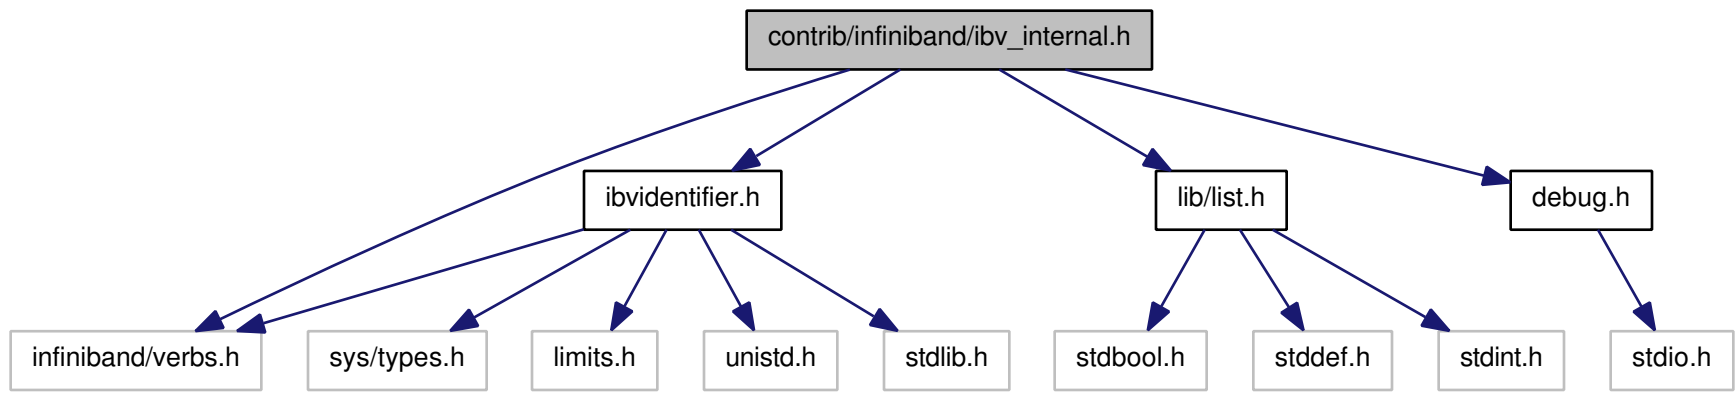 contrib/infiniband/ibv_internal.h
ibvidentifier.h
lib/list.h
debug.h
infiniband/verbs.h
sys/types.h
limits.h
unistd.h
stdlib.h
stdbool.h
stddef.h
stdint.h
stdio.h